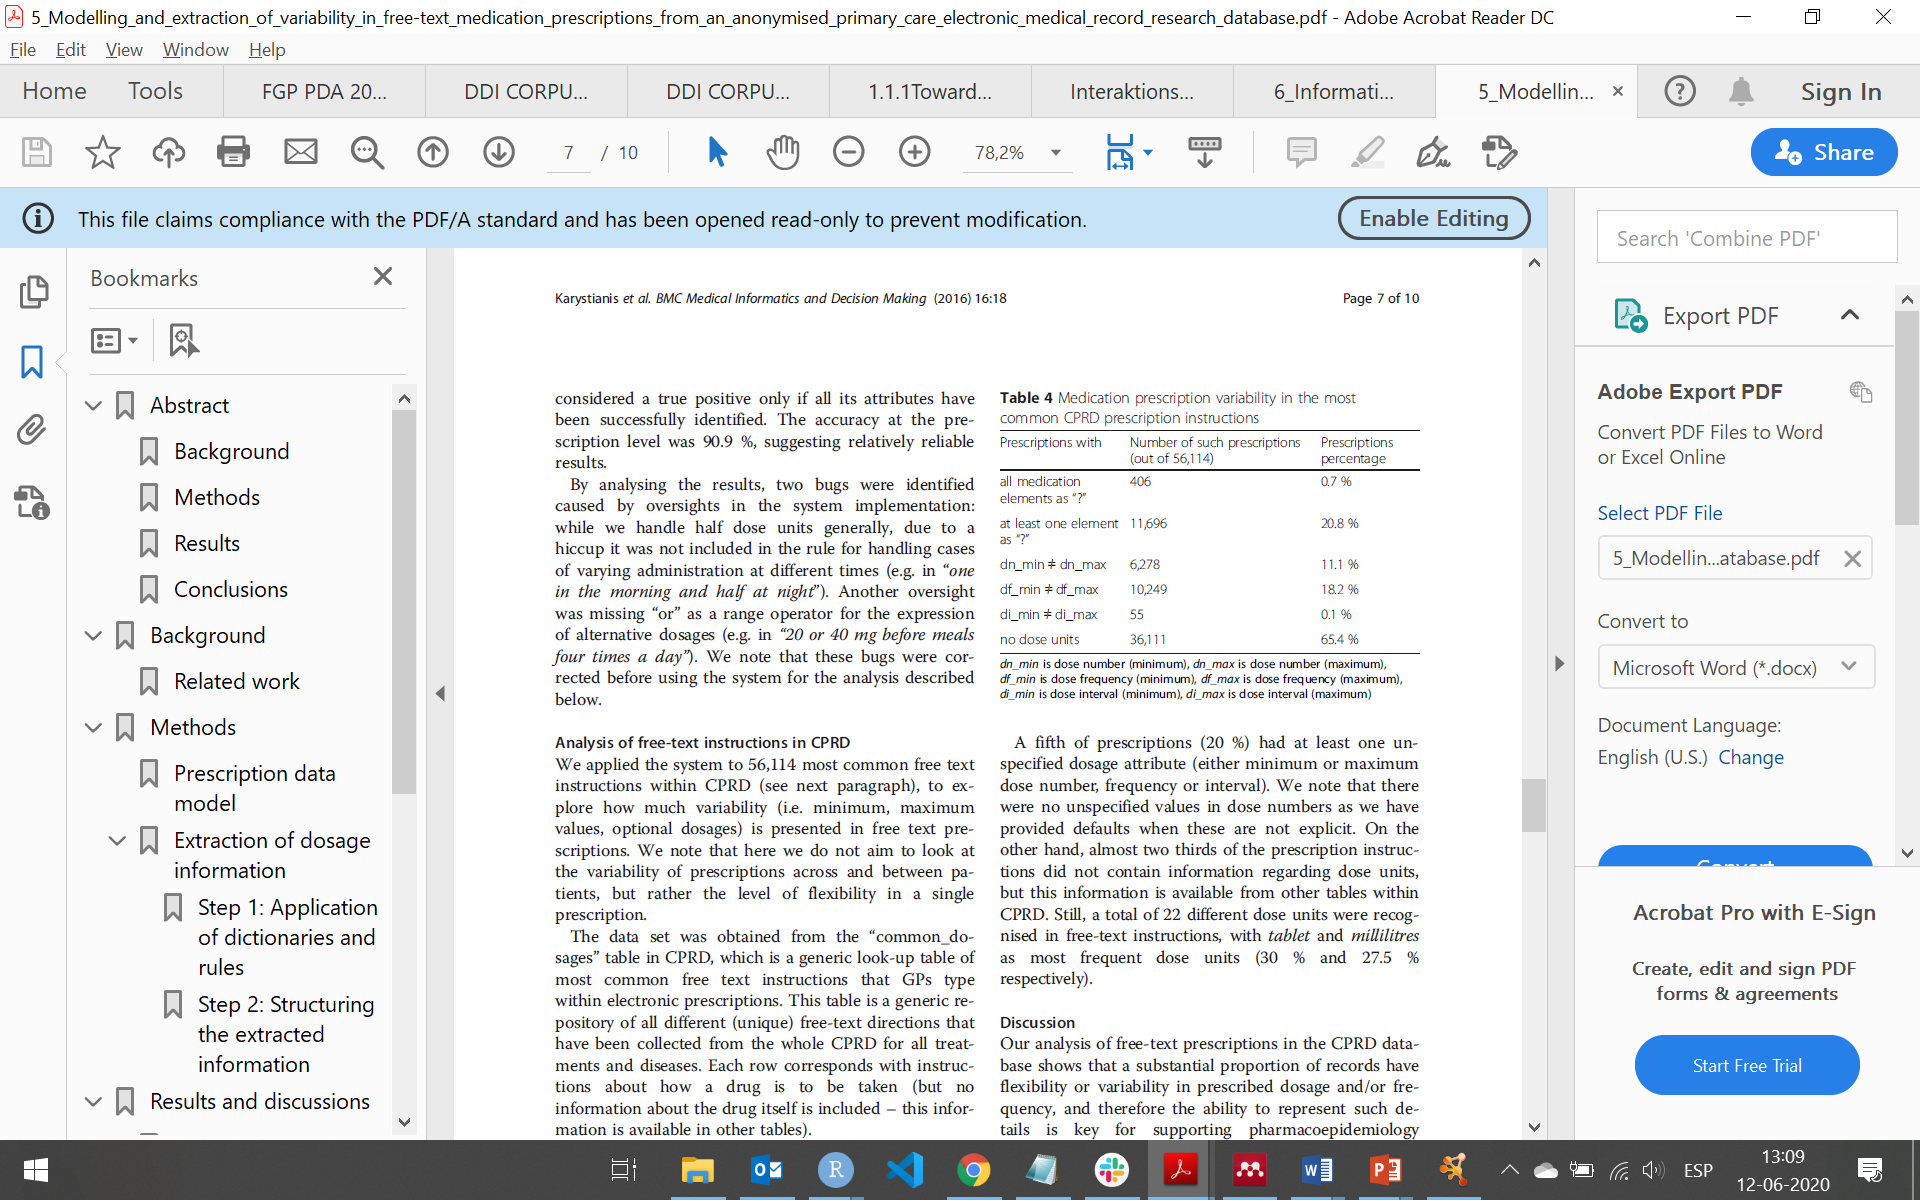 5_Modelling_and_extraction_of_variability_in_free-text_medication_prescriptions_from_an_anonymised_primary_care_electronic_medical_record_research_database.pdf - Adobe Acrobat Reader DC
File Edit View Window Help
Home Tools FGP PDA 20... DDI CORPU... DDI CORPU... 1.1.1Toward... Interaktions... 6_Informati... 5_Modellin... Sign In
7 / 10 78,2% Share
This file claims compliance with the PDF/A standard and has been opened read-only to prevent modification. Enable Editing
Bookmarks
Abstract
Background
Methods
Results
Conclusions
Background
Related work
Methods
Prescription data
model
Extraction of dosage
information
Step 1: Application
of dictionaries and
rules
Step 2: Structuring
the extracted
information
Results and discussions
Karystianis et al. BMC Medical Informatics and Decision Making (2016) 16:18 Page 7 of 10
considered a true positive only if all its attributes have
been successfully identified. The accuracy at the pre-
scription level was 90.9 %, suggesting relatively reliable
results.
By analysing the results, two bugs were identified
caused by oversights in the system implementation:
while we handle half dose units generally, due to a
hiccup it was not included in the rule for handling cases
of varying administration at different times (e.g. in “one
in the morning and half at night”). Another oversight
was missing “or” as a range operator for the expression
of alternative dosages (e.g. in “20 or 40 mg before meals
four times a day”). We note that these bugs were cor-
rected before using the system for the analysis described
below.
Analysis of free-text instructions in CPRD
We applied the system to 56,114 most common free text
instructions within CPRD (see next paragraph), to ex-
plore how much variability (i.e. minimum, maximum
values, optional dosages) is presented in free text pre-
scriptions. We note that here we do not aim to look at
the variability of prescriptions across and between pa-
tients, but rather the level of flexibility in a single
prescription.
The data set was obtained from the “common_do-
sages” table in CPRD, which is a generic look-up table of
most common free text instructions that GPs type
within electronic prescriptions. This table is a generic re-
pository of all different (unique) free-text directions that
have been collected from the whole CPRD for all treat-
ments and diseases. Each row corresponds with instruc-
tions about how a drug is to be taken (but no
information about the drug itself is included – this infor-
mation is available in other tables).
Table 4 Medication prescription variability in the most
common CPRD prescription instructions
Prescriptions with Number of such prescriptions Prescriptions
(out of 56,114) percentage
all medication 406 0.7 %
elements as “?”
at least one element 11,696 20.8 %
as “?”
dn_min ≠ dn_max 6,278 11.1 %
df_min ≠ df_max 10,249 18.2 %
di_min ≠ di_max 55 0.1 %
no dose units 36,111 65.4 %
dn_min is dose number (minimum), dn_max is dose number (maximum),
df_min is dose frequency (minimum), df_max is dose frequency (maximum),
di_min is dose interval (minimum), di_max is dose interval (maximum)
A fifth of prescriptions (20 %) had at least one un-
specified dosage attribute (either minimum or maximum
dose number, frequency or interval). We note that there
were no unspecified values in dose numbers as we have
provided defaults when these are not explicit. On the
other hand, almost two thirds of the prescription instruc-
tions did not contain information regarding dose units,
but this information is available from other tables within
CPRD. Still, a total of 22 different dose units were recog-
nised in free-text instructions, with tablet and millilitres
as most frequent dose units (30 % and 27.5 %
respectively).
Discussion
Our analysis of free-text prescriptions in the CPRD data-
base shows that a substantial proportion of records have
flexibility or variability in prescribed dosage and/or fre-
quency, and therefore the ability to represent such de-
tails is key for supporting pharmacoepidemiology
Search 'Combine PDF'
Export PDF
Adobe Export PDF
Convert PDF Files to Word
or Excel Online
Select PDF File
5_Modellin...atabase.pdf
Convert to
Microsoft Word (*.docx)
Document Language:
English (U.S.) Change
Convert
Acrobat Pro with E-Sign
Create, edit and sign PDF
forms & agreements
Start Free Trial
ESP
13:09
12-06-2020